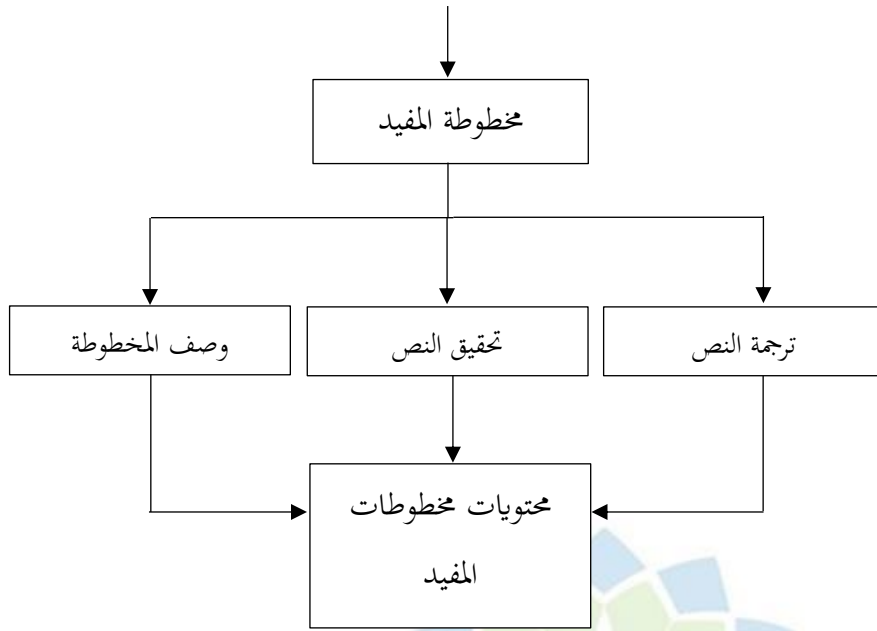 مخطوطة المفيد
ترجمة النص
تحقيق النص
وصف المخطوطة
محتويات مخطوطات
المفيد